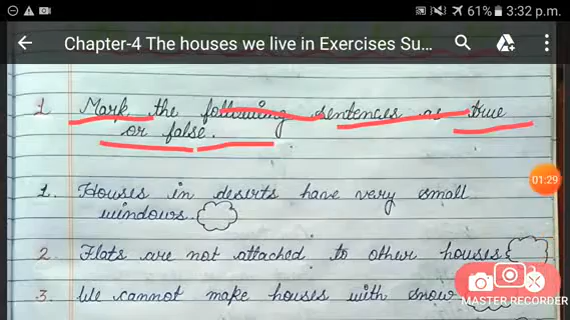 61% 3:32 p.m.
Chapter-4 The houses we live in Exercises Su...
1 Mark the following sentences as true
or false.
01:29
1. Houses in deserts have very small
windows.
2. Flats are not attached to other houses
3. We cannot make houses with snow
MASTER RECORDER